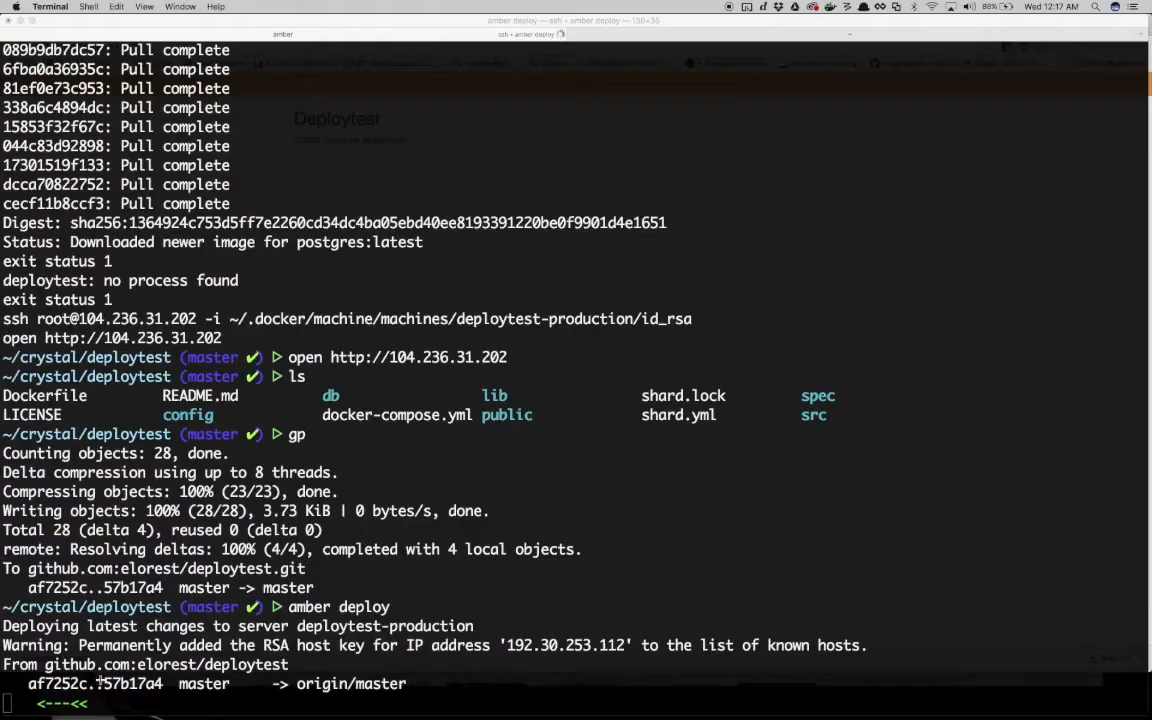 Terminal Shell Edit View Window Help 88% Wed 12:17 AM
amber deploy — ssh • amber deploy — 136×35
amber ssh • amber deploy ~
089b9db7dc57: Pull complete
6fba0a36935c: Pull complete
81ef0e73c953: Pull complete
338a6c4894dc: Pull complete
15853f32f67c: Pull complete
044c83d92898: Pull complete
17301519f133: Pull complete
dcca70822752: Pull complete
cecf11b8ccf3: Pull complete
Deploytest
Digest: sha256:1364924c753d5ff7e2260cd34dc4ba05ebd40ee8193391220be0f9901d4e1651
Status: Downloaded newer image for postgres:latest
exit status 1
deploytest: no process found
exit status 1
ssh root@104.236.31.202 -i ~/.docker/machine/machines/deploytest-production/id_rsa
open http://104.236.31.202
~/crystal/deploytest (master ✔) ▷ open http://104.236.31.202
~/crystal/deploytest (master ✔) ▷ ls
Dockerfile README.md db lib shard.lock spec
LICENSE config docker-compose.yml public shard.yml src
~/crystal/deploytest (master ✔) ▷ gp
Counting objects: 28, done.
Delta compression using up to 8 threads.
Compressing objects: 100% (23/23), done.
Writing objects: 100% (28/28), 3.73 KiB | 0 bytes/s, done.
Total 28 (delta 4), reused 0 (delta 0)
remote: Resolving deltas: 100% (4/4), completed with 4 local objects.
To github.com:elorest/deploytest.git
af7252c..57b17a4 master -> master
~/crystal/deploytest (master ✔) ▷ amber deploy
Deploying latest changes to server deploytest-production
Warning: Permanently added the RSA host key for IP address '192.30.253.112' to the list of known hosts.
From github.com:elorest/deploytest
af7252c..57b17a4 master -> origin/master
<---<<